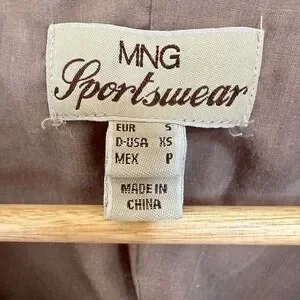 MNG
Sportswear
EUR S
D-USA XS
MEX P
MADE IN
CHINA